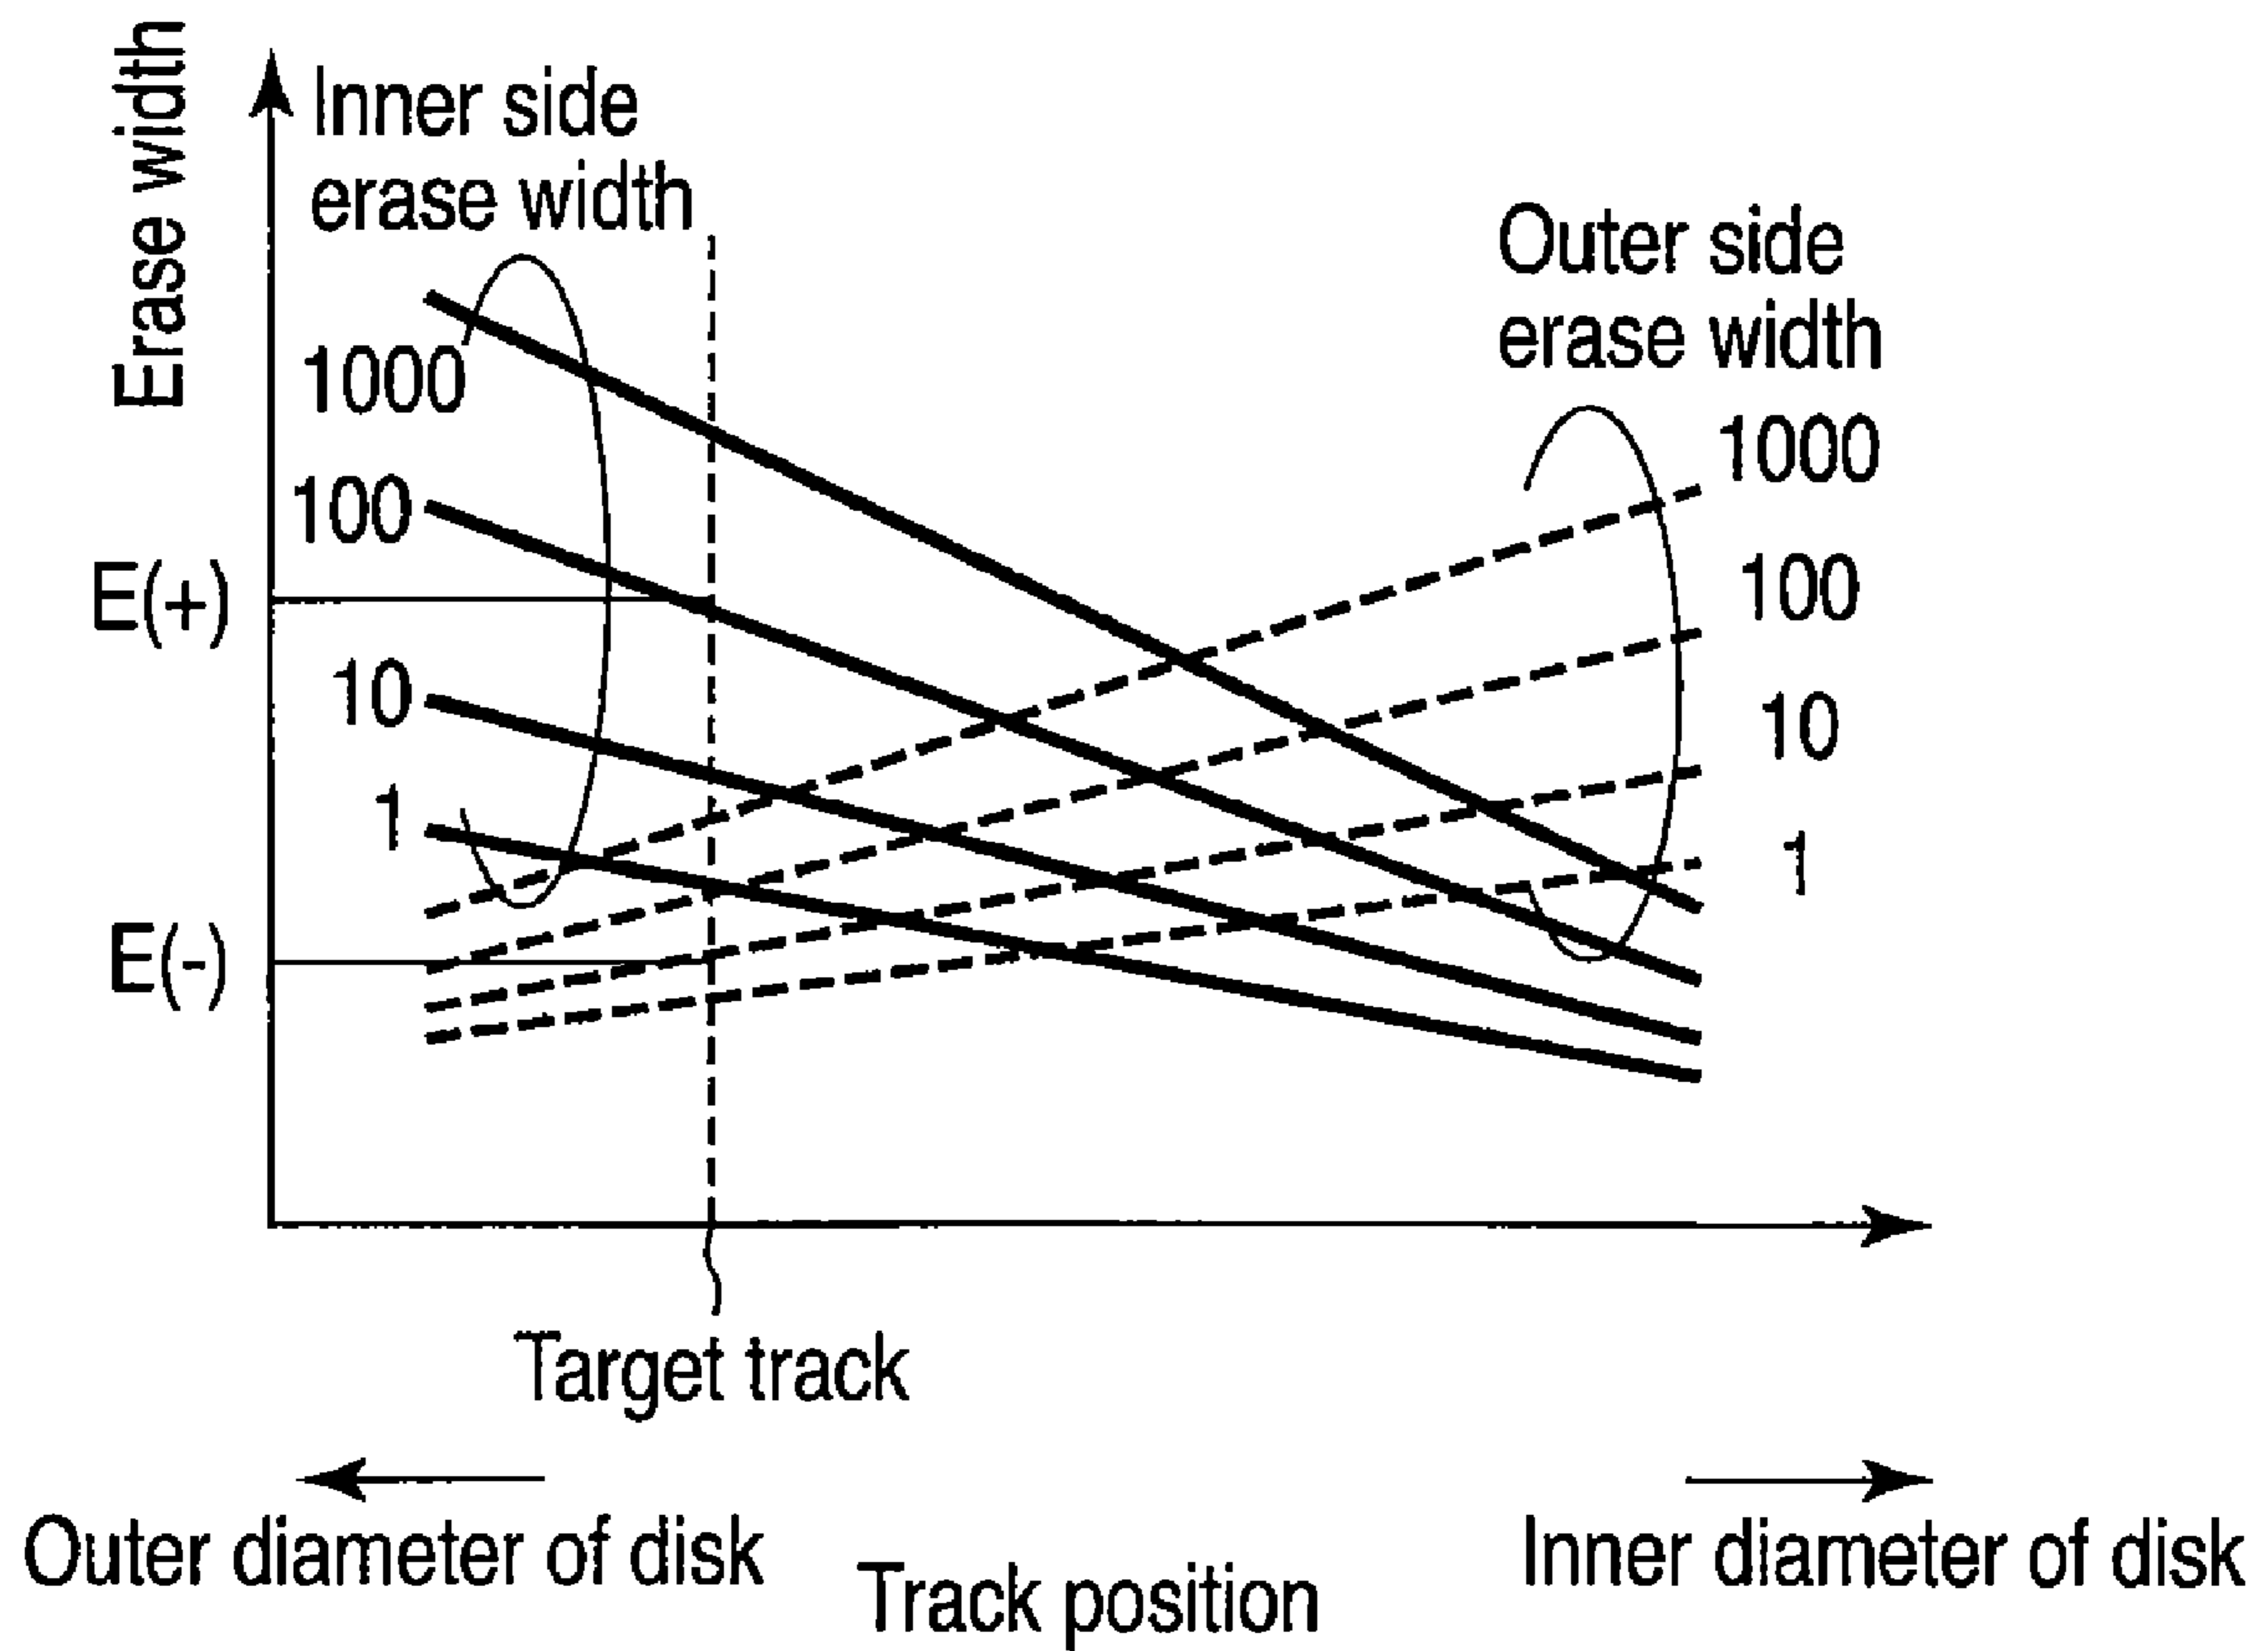 Erase width
Inner side
erase width
1000
100
E(+)
10
1
E(-)
Outer side
erase width
1000
100
10
1
Target track
Outer diameter of disk
Track position
Inner diameter of disk